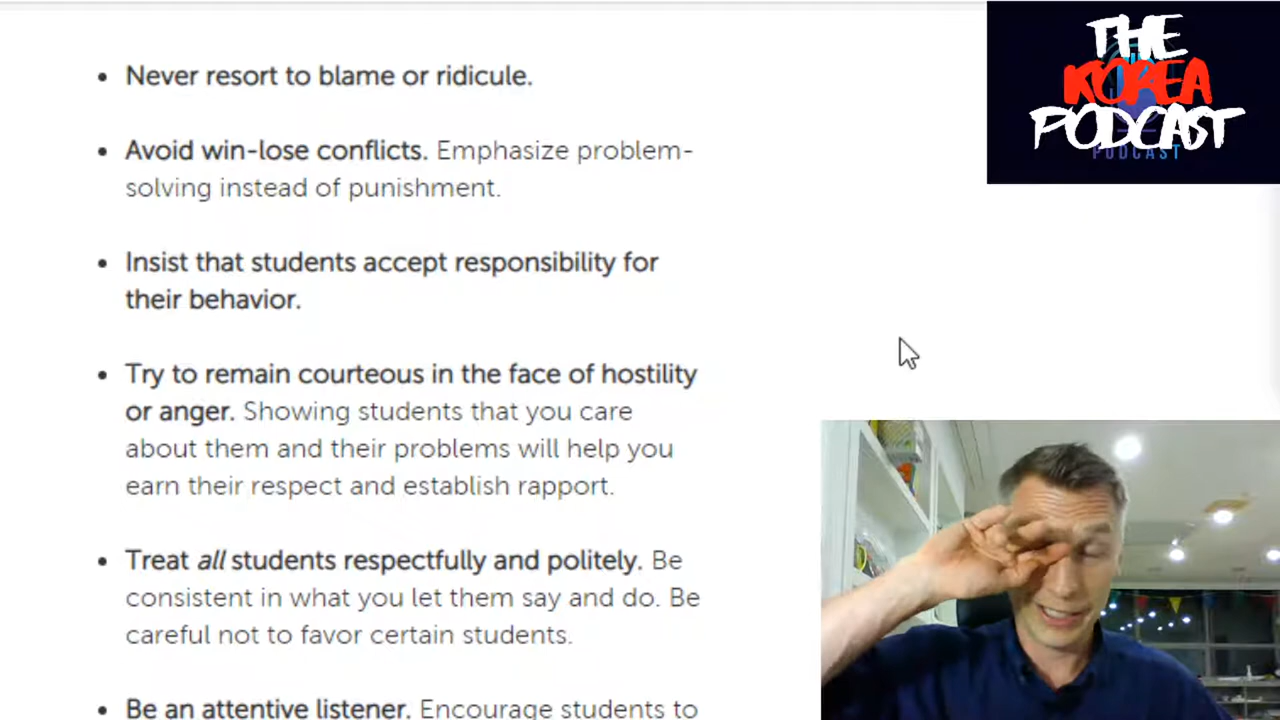 THE
KOREA
PODCAST
PODCAST
• Never resort to blame or ridicule.
• Avoid win-lose conflicts. Emphasize problem-
solving instead of punishment.
• Insist that students accept responsibility for
their behavior.
• Try to remain courteous in the face of hostility
or anger. Showing students that you care
about them and their problems will help you
earn their respect and establish rapport.
• Treat all students respectfully and politely. Be
consistent in what you let them say and do. Be
careful not to favor certain students.
• Be an attentive listener. Encourage students to